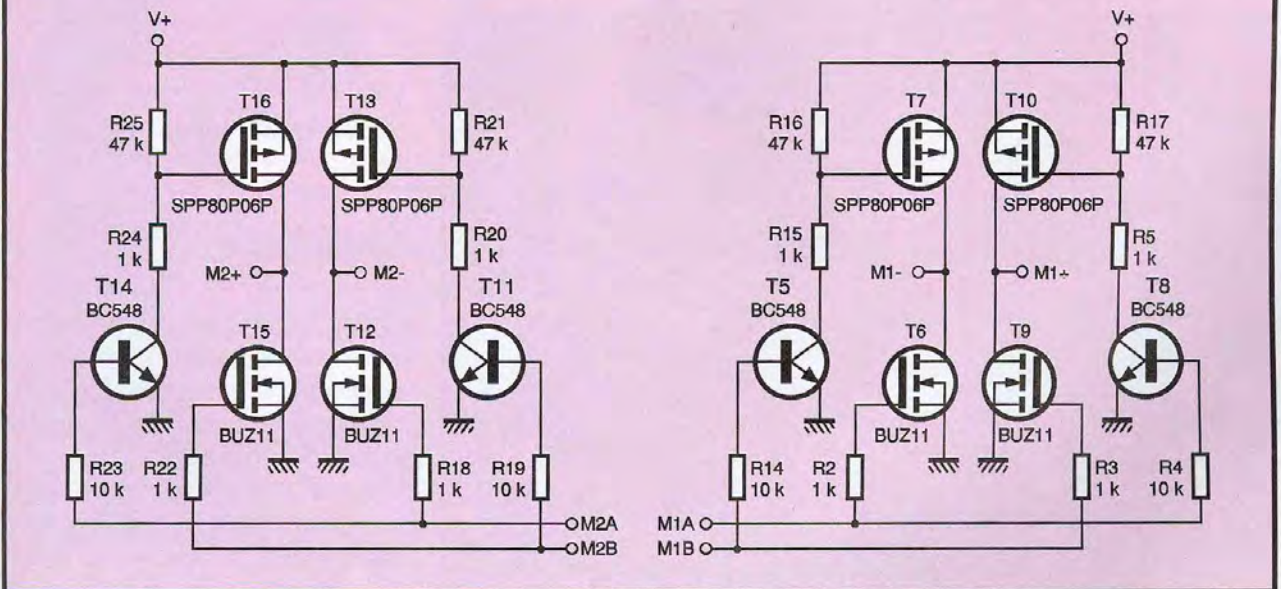 V+
V+
T16
T13
T7
T10
R25
47 k
R21
47 k
R16
47 k
R17
47 k
SPP80P06P
SPP80P06P
SPP80P06P
SPP80P06P
R24
1 k
R20
1 k
R15
1 k
R5
1 k
M2+
M2-
M1-
M1÷
T14
BC548
T11
BC548
T5
BC548
T8
BC548
T15
T12
T6
T9
BUZ11
BUZ11
BUZ11
BUZ11
R23
10 k
R22
1 k
R18
1 k
R19
10 k
R14
10 k
R2
1 k
R3
1 k
R4
10 k
M2A
M1A
M2B
M1B